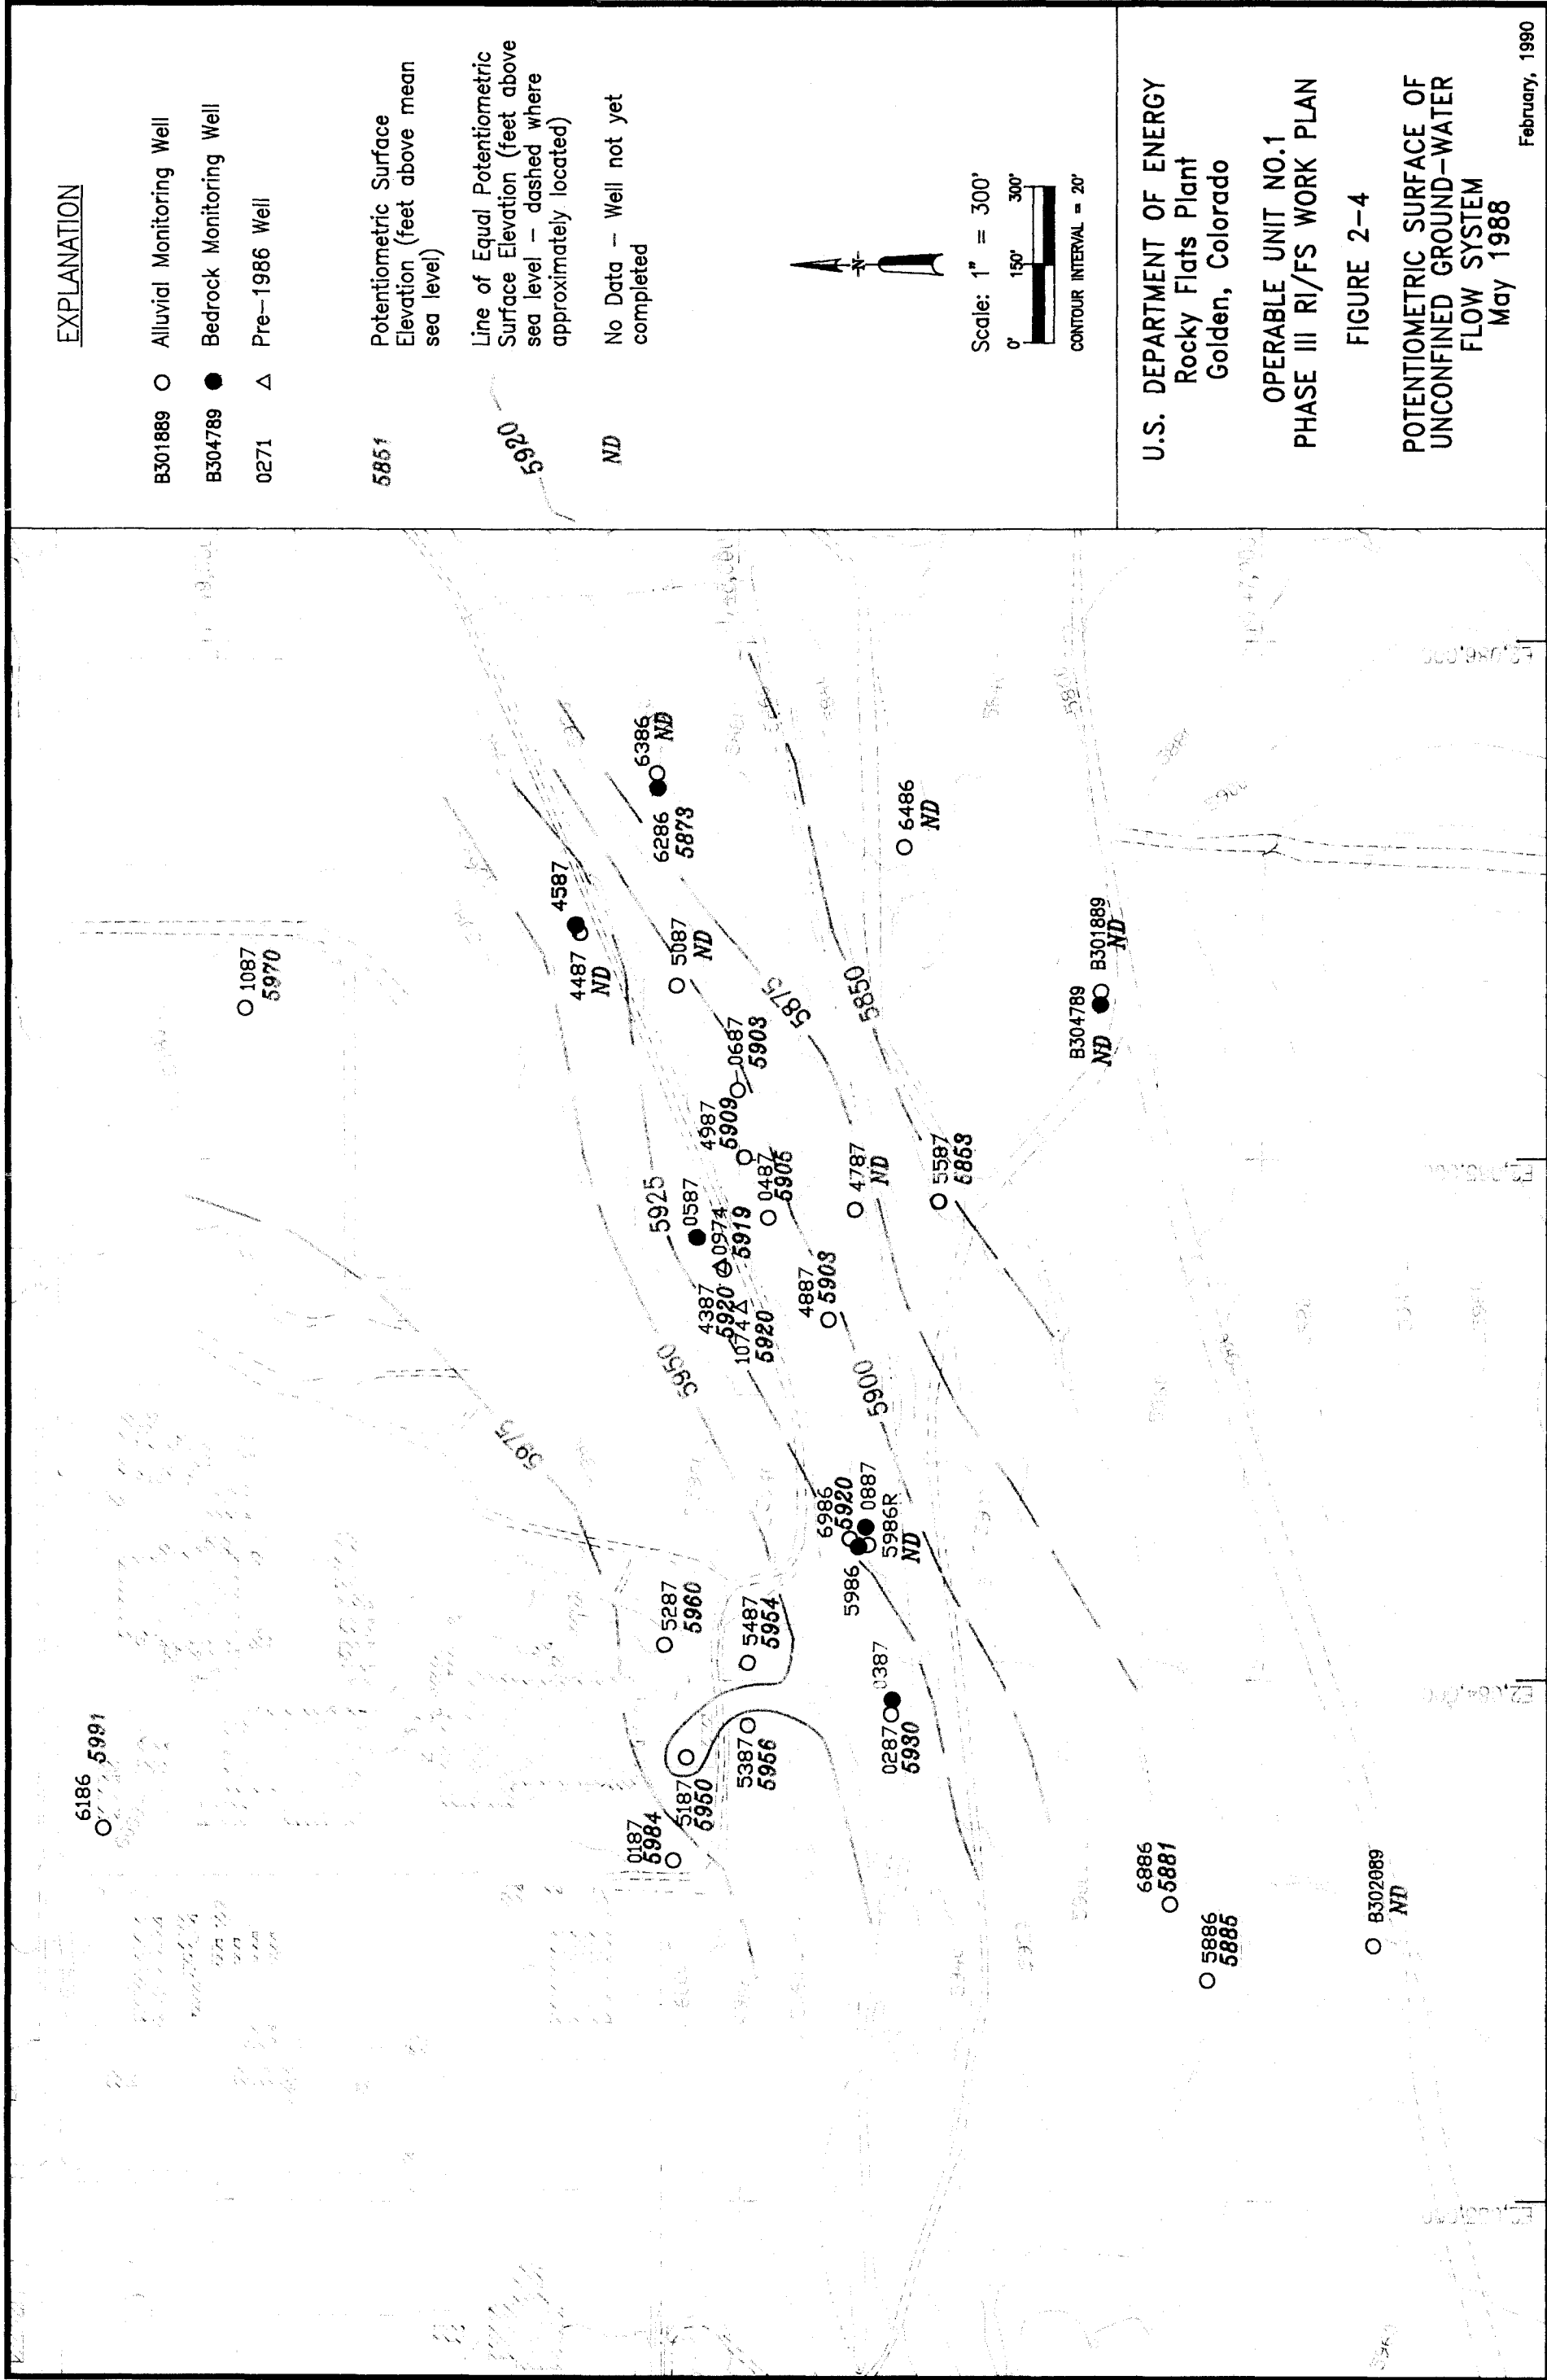 EXPLANATION
B301889 Alluvial Monitoring Well
B304789 Bedrock Monitoring Well
0271 Pre-1986 Well
5851
Potentiometric Surface
Elevation (feet above mean
sea level)
5920
Line of Equal Potentiometric
Surface Elevation (feet above
sea level - dashed where
approximately located)
ND
No Data - Well not yet
completed
N
Scale: 1" = 300'
0' 150' 300'
CONTOUR INTERVAL = 20'
U.S. DEPARTMENT OF ENERGY
Rocky Flats Plant
Golden, Colorado
OPERABLE UNIT NO.1
PHASE III RI/FS WORK PLAN
FIGURE 2-4
POTENTIOMETRIC SURFACE OF
UNCONFINED GROUND-WATER
FLOW SYSTEM
May 1988
February, 1990
6186
5991
1087
5970
5975
0187
5984
5187
5950
5287
5960
5387
5956
5487
5954
5950
5925
4487
ND
4587
6386
ND
6286
5873
5087
ND
0587
0974
5919
4387
5920
1074
5920
4987
5909
0687
5903
0487
5905
4887
5903
5875
5850
5900
4787
ND
5587
5853
6486
ND
6986
5920
0887
5986
5986R
ND
0387
0287
5930
B304789
ND
B301889
ND
6886
5881
5886
5885
B302089
ND